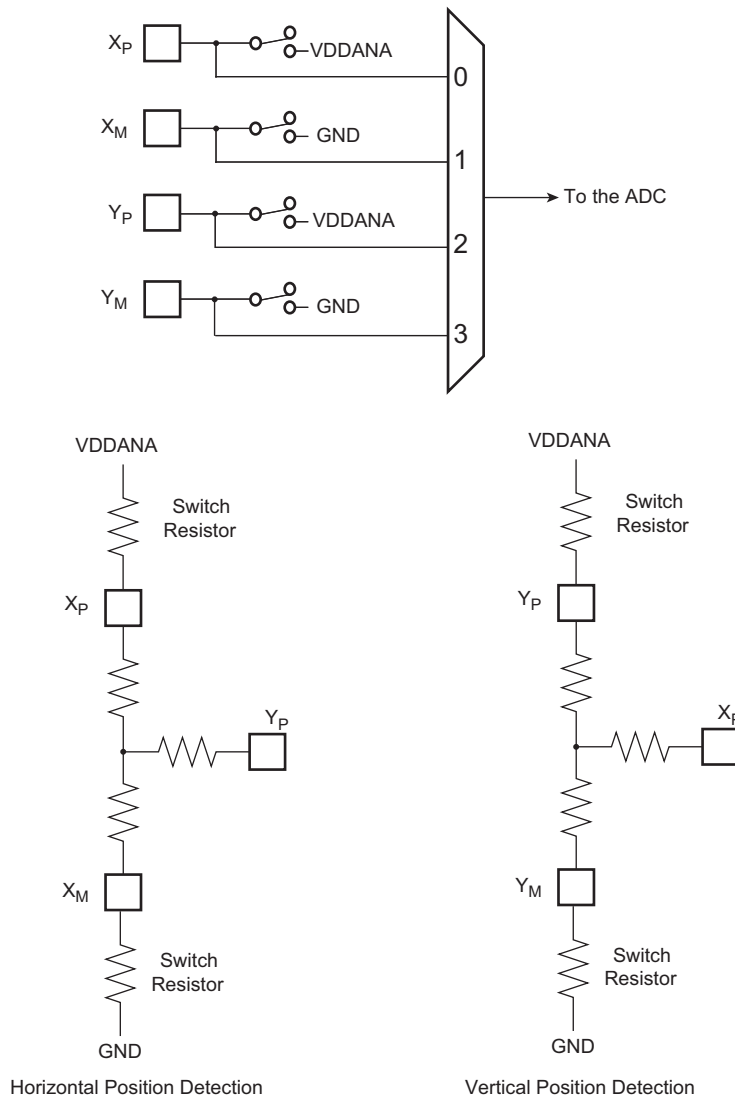 XP
VDDANA
0
XM
GND
1
YP
VDDANA
2
To the ADC
YM
GND
3
VDDANA
Switch
Resistor
XP
YP
XM
Switch
Resistor
GND
Horizontal Position Detection
VDDANA
Switch
Resistor
YP
XP
YM
Switch
Resistor
GND
Vertical Position Detection